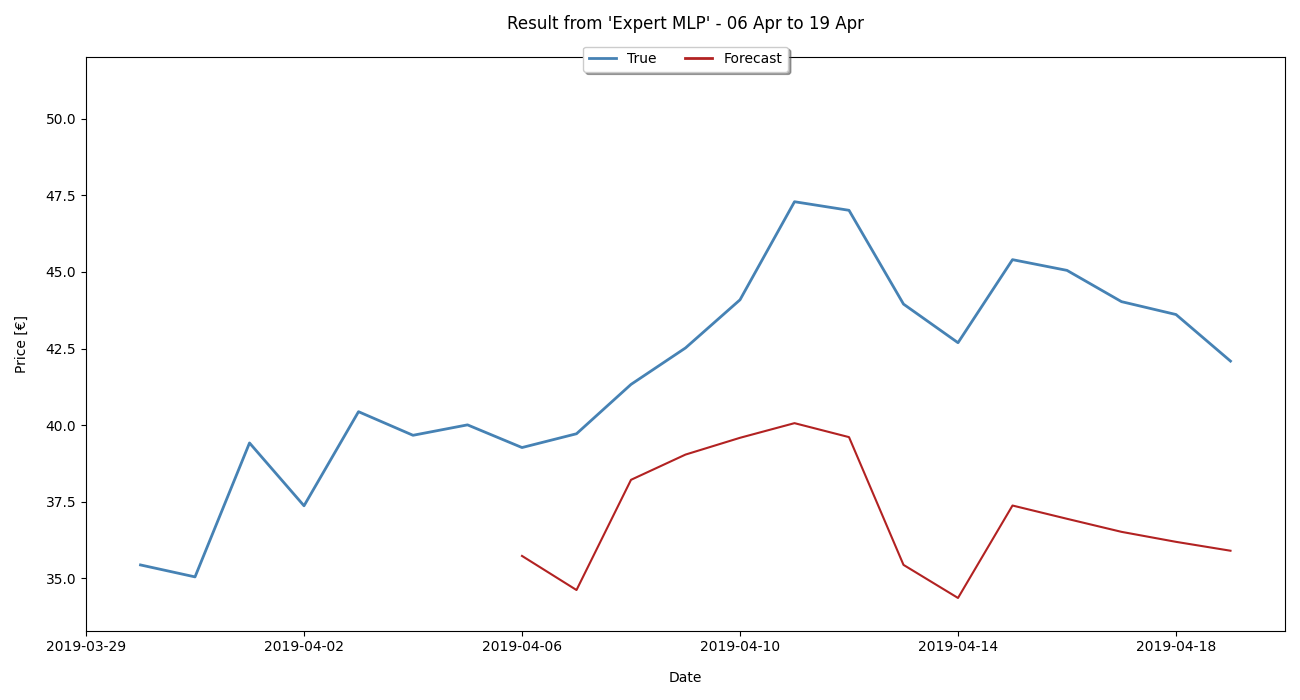 Result from 'Expert MLP' - 06 Apr to 19 Apr
True
Forecast
50.0
47.5
45.0
42.5
40.0
37.5
35.0
Price [€]
2019-03-29
2019-04-02
2019-04-06
2019-04-10
2019-04-14
2019-04-18
Date